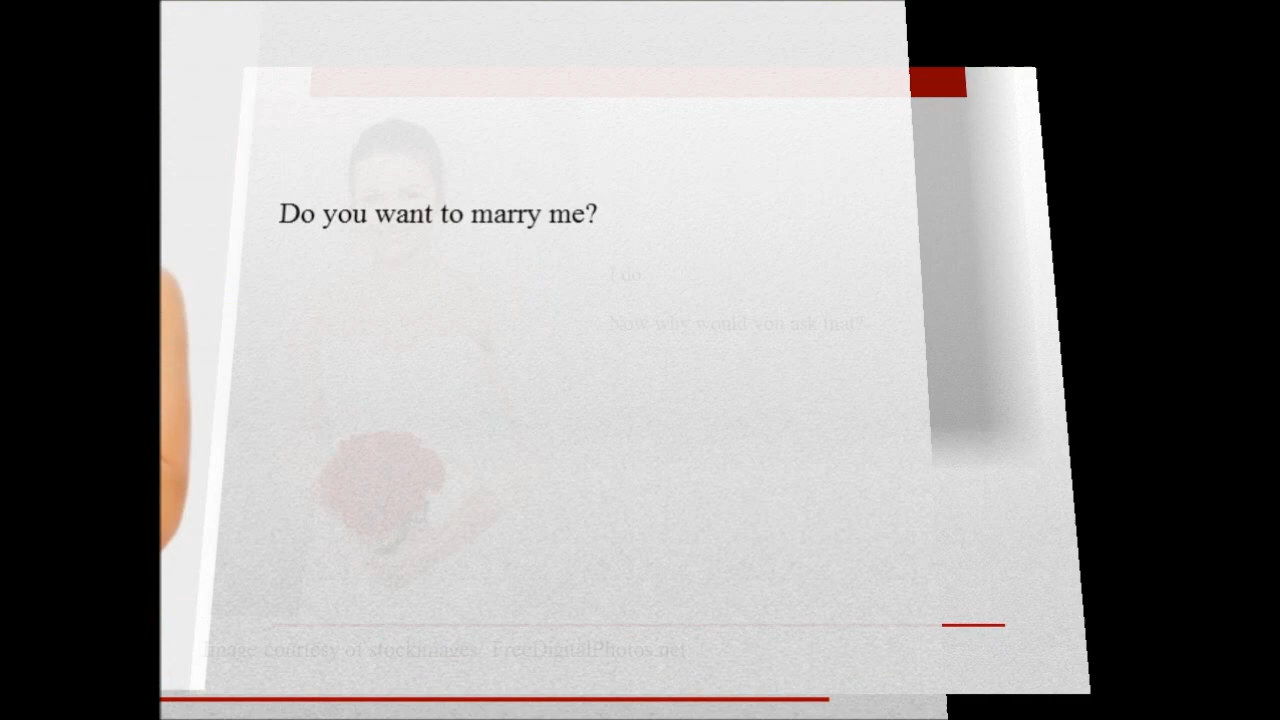 Do you want to marry me?
I do.
Now why would you ask that?
Image courtesy of stockimages/ FreeDigitalPhotos.net